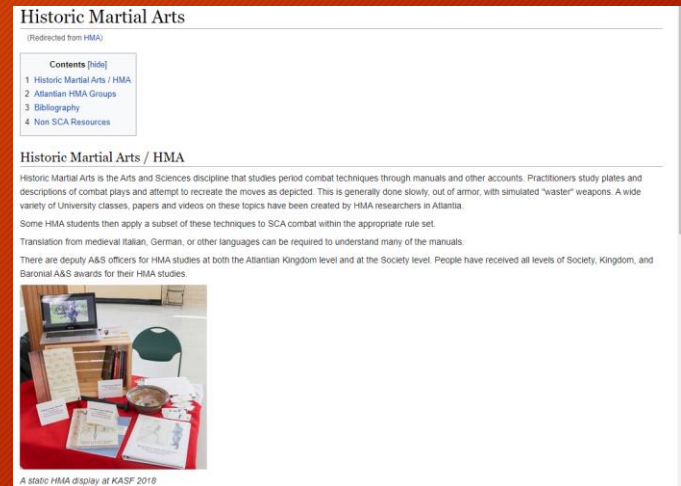 Historic Martial Arts
(Redirected from HMA)
Contents [hide]
1 Historic Martial Arts / HMA
2 Atlantian HMA Groups
3 Bibliography
4 Non SCA Resources
Historic Martial Arts / HMA
Historic Martial Arts is the Arts and Sciences discipline that studies period combat techniques through manuals and other accounts. Practitioners study plates and
descriptions of combat plays and attempt to recreate the moves as depicted. This is generally done slowly, out of armor, with simulated "waster" weapons. A wide
variety of University classes, papers and videos on these topics have been created by HMA researchers in Atlantia.
Some HMA students then apply a subset of these techniques to SCA combat within the appropriate rule set.
Translation from medieval Italian, German, or other languages can be required to understand many of the manuals.
There are deputy A&S officers for HMA studies at both the Atlantian Kingdom level and at the Society level. People have received all levels of Society, Kingdom, and
Baronial A&S awards for their HMA studies.
A static HMA display at KASF 2018